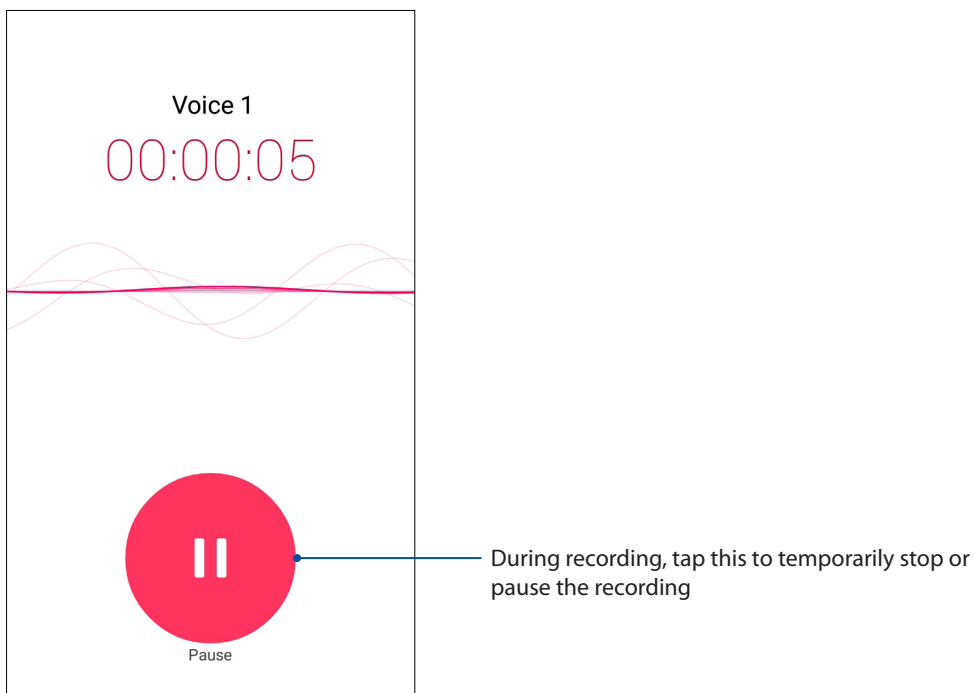 Voice 1
00:00:05
During recording, tap this to temporarily stop or
pause the recording
Pause